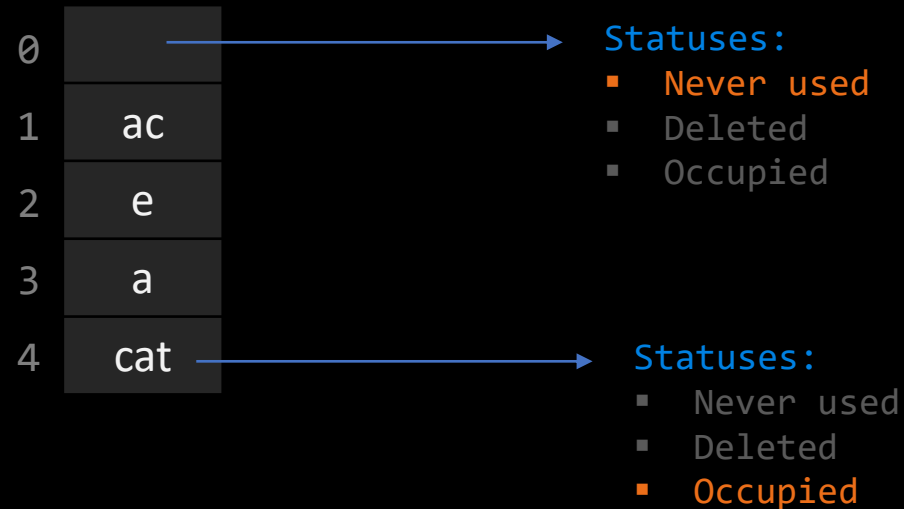 0
1 ac
2 e
3 a
4 cat
Statuses:
▪ Never used
▪ Deleted
▪ Occupied
Statuses:
▪ Never used
▪ Deleted
▪ Occupied